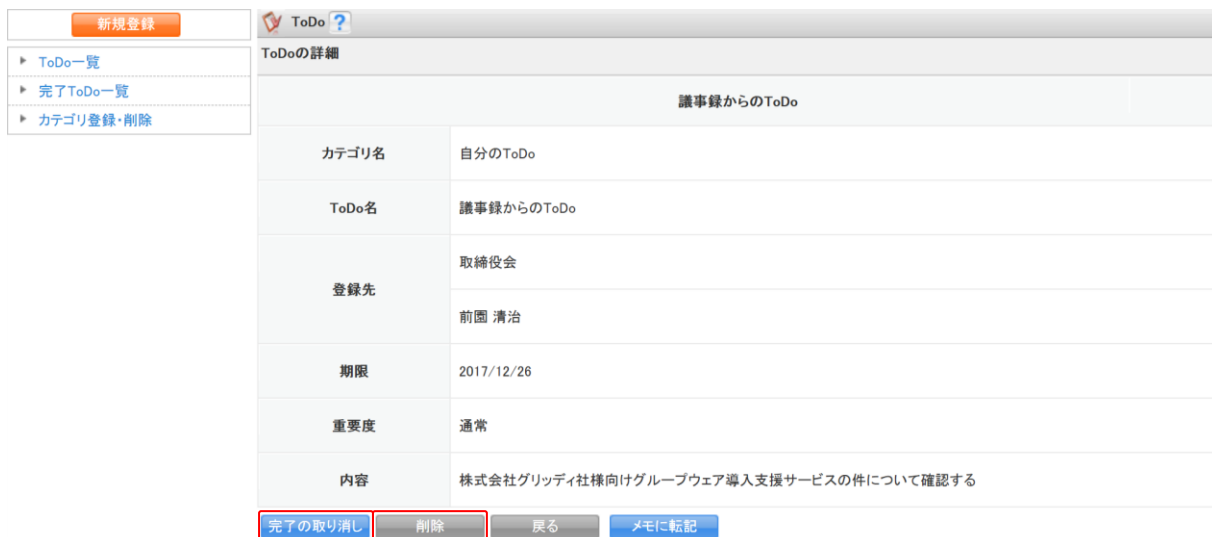 新規登録
ToDo一覧
完了ToDo一覧
カテゴリ登録・削除
ToDo ?
ToDoの詳細
議事録からのToDo
カテゴリ名 自分のToDo
ToDo名 議事録からのToDo
登録先
取締役会
前園 清治
期限 2017/12/26
重要度 通常
内容 株式会社グリッディ社様向けグループウェア導入支援サービスの件について確認する
完了の取り消し 削除 戻る メモに転記